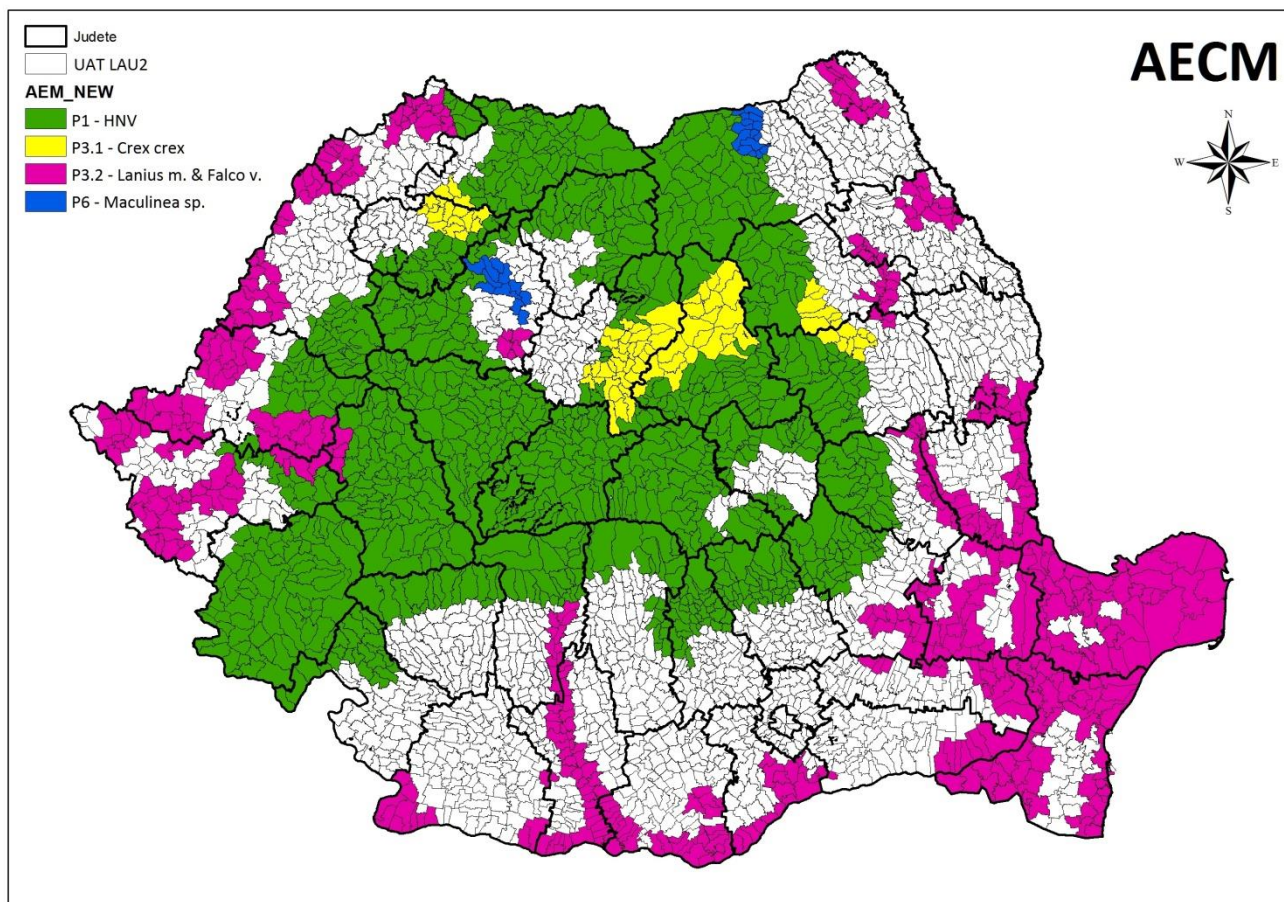 Judete
UAT LAU2
AEM_NEW
P1 - HNV
P3.1 - Crex crex
P3.2 - Lanius m. & Falco v.
P6 - Maculinea sp.
AECM
N
W
E
S